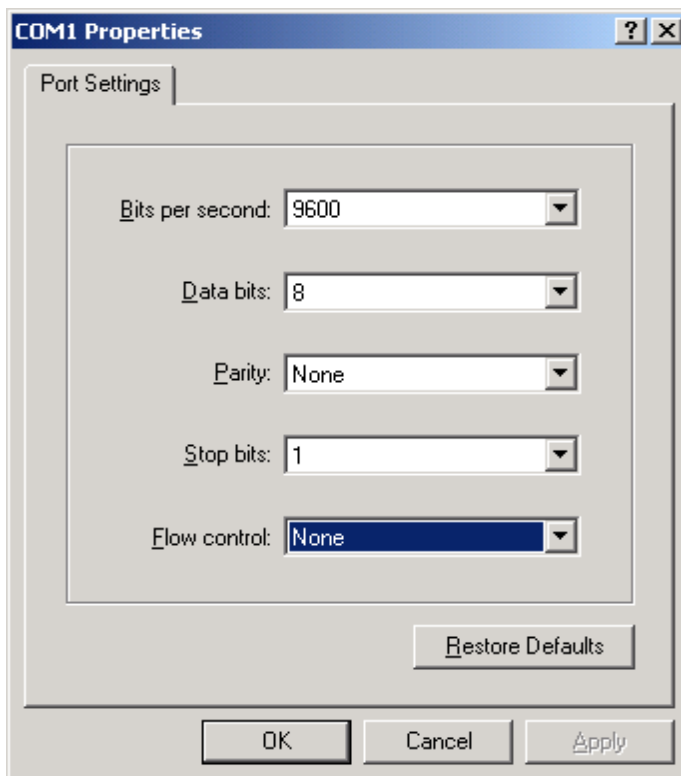 COM1 Properties
Port Settings
Bits per second: 9600
Data bits: 8
Parity: None
Stop bits: 1
Flow control: None
Restore Defaults
OK Cancel Apply